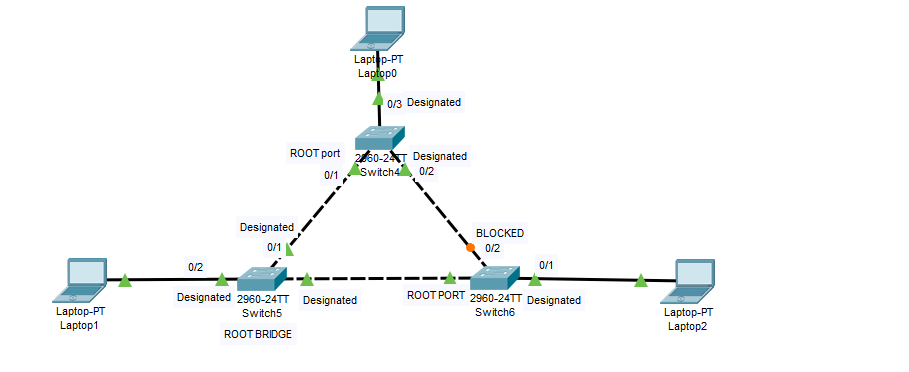 Laptop-PT
Laptop0
0/3 Designated
ROOT port
2960-24TT
Switch4
Designated
0/1
0/2
Designated
0/1
BLOCKED
0/2
0/2
Designated
2960-24TT
Switch5
Designated
ROOT BRIDGE
ROOT PORT
2960-24TT
Switch6
0/1
Designated
Laptop-PT
Laptop1
Laptop-PT
Laptop2